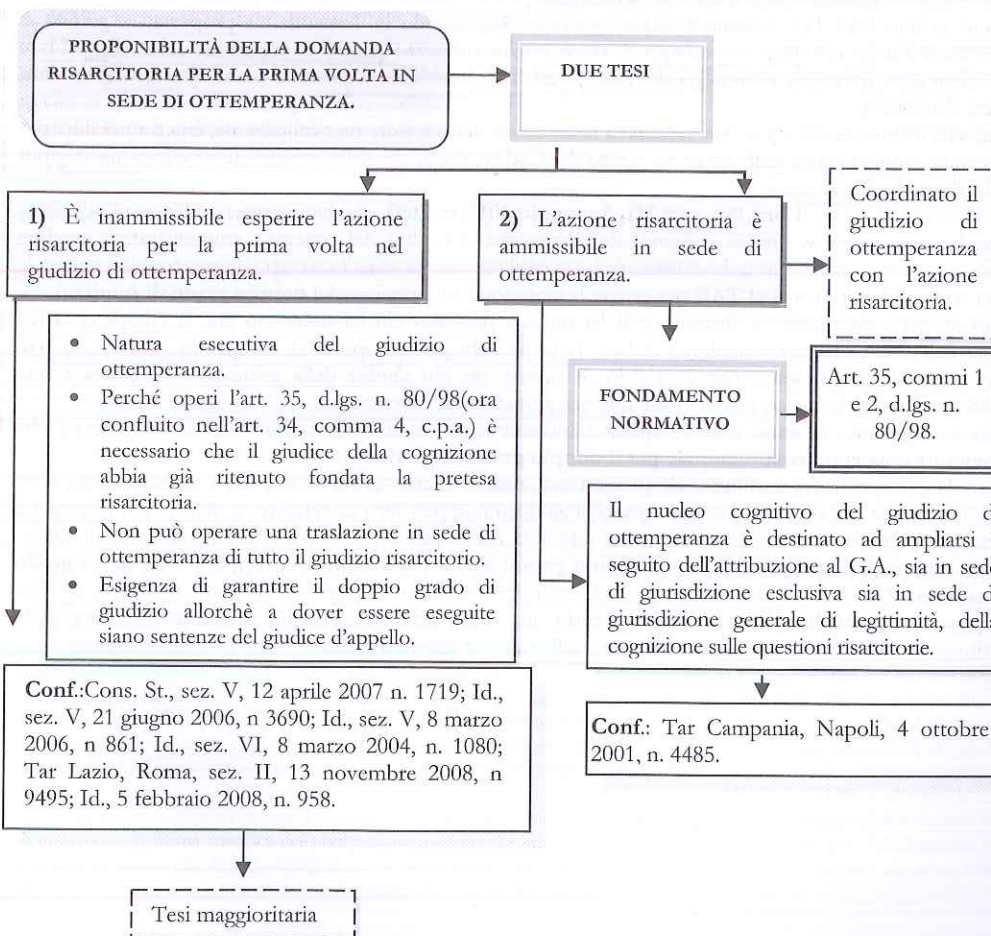 PROPONIBILITÀ DELLA DOMANDA
RISARCITORIA PER LA PRIMA VOLTA IN
SEDE DI OTTEMPERANZA.
DUE TESI
1) È inammissibile esperire l'azione
risarcitoria per la prima volta nel
giudizio di ottemperanza.
2) L'azione risarcitoria è
ammissibile in sede di
ottemperanza.
Coordinato il
giudizio di
ottemperanza
con l'azione
risarcitoria.
• Natura esecutiva del giudizio di
ottemperanza.
• Perché operi l'art. 35, d.lgs. n. 80/98(ora
confluito nell'art. 34, comma 4, c.p.a.) è
necessario che il giudice della cognizione
abbia già ritenuto fondata la pretesa
risarcitoria.
• Non può operare una traslazione in sede di
ottemperanza di tutto il giudizio risarcitorio.
• Esigenza di garantire il doppio grado di
giudizio allorchè a dover essere eseguite
siano sentenze del giudice d'appello.
FONDAMENTO
NORMATIVO
Art. 35, commi 1
e 2, d.lgs. n.
80/98.
Il nucleo cognitivo del giudizio d
ottemperanza è destinato ad ampliarsi
seguito dell'attribuzione al G.A., sia in sede
di giurisdizione esclusiva sia in sede d
giurisdizione generale di legittimità, dell
cognizione sulle questioni risarcitorie.
Conf.:Cons. St., sez. V, 12 aprile 2007 n. 1719; Id.,
sez. V, 21 giugno 2006, n 3690; Id., sez. V, 8 marzo
2006, n 861; Id., sez. VI, 8 marzo 2004, n. 1080;
Tar Lazio, Roma, sez. II, 13 novembre 2008, n
9495; Id., 5 febbraio 2008, n. 958.
Conf.: Tar Campania, Napoli, 4 ottobre
2001, n. 4485.
Tesi maggioritaria